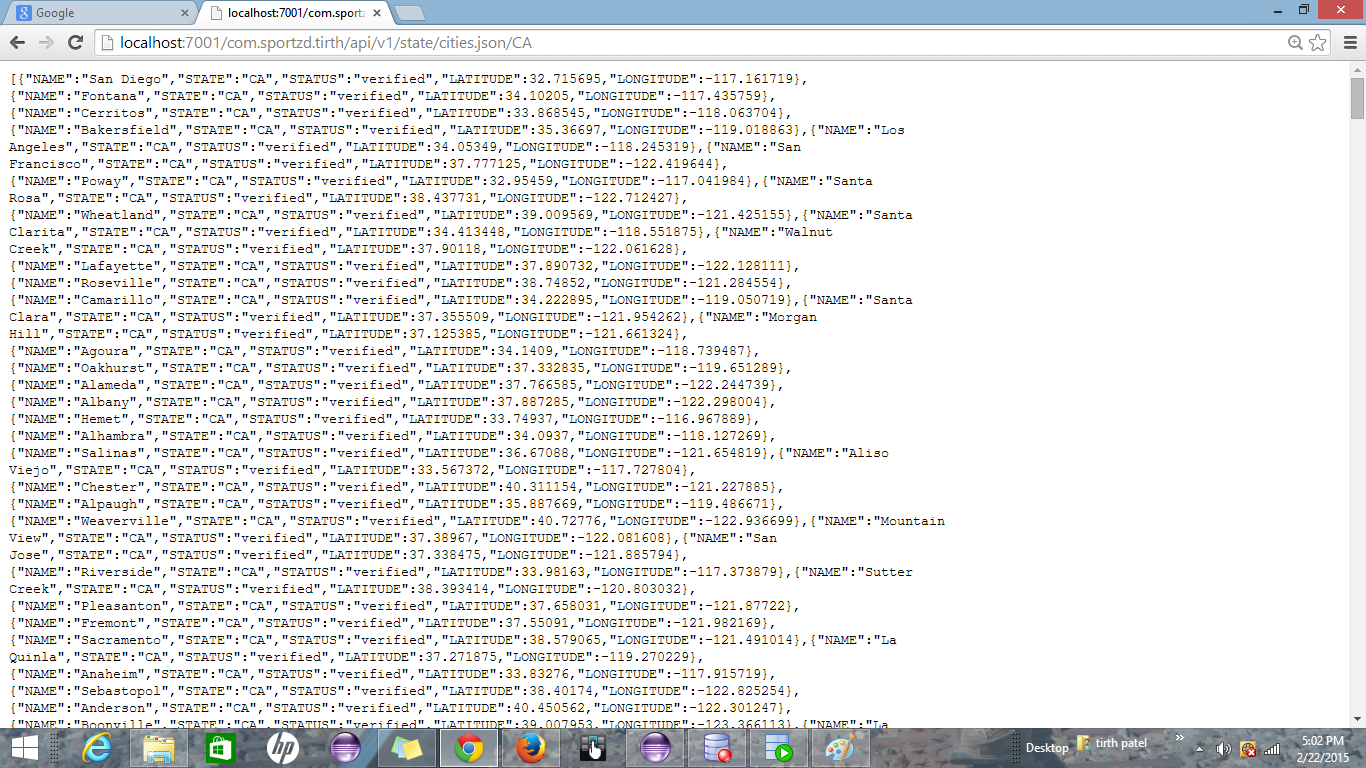 Google
localhost:7001/com.sportz
localhost:7001/com.sportzd.tirth/api/v1/state/cities.json/CA
[{"NAME":"San Diego","STATE":"CA","STATUS":"verified","LATITUDE":32.715695,"LONGITUDE":-117.161719},
{"NAME":"Fontana","STATE":"CA","STATUS":"verified","LATITUDE":34.10205,"LONGITUDE":-117.435759},
{"NAME":"Cerritos","STATE":"CA","STATUS":"verified","LATITUDE":33.868545,"LONGITUDE":-118.063704},
{"NAME":"Bakersfield","STATE":"CA","STATUS":"verified","LATITUDE":35.36697,"LONGITUDE":-119.018863},{"NAME":"Los
Angeles","STATE":"CA","STATUS":"verified","LATITUDE":34.05349,"LONGITUDE":-118.245319},{"NAME":"San
Francisco","STATE":"CA","STATUS":"verified","LATITUDE":37.777125,"LONGITUDE":-122.419644},
{"NAME":"Poway","STATE":"CA","STATUS":"verified","LATITUDE":32.95459,"LONGITUDE":-117.041984},{"NAME":"Santa
Rosa","STATE":"CA","STATUS":"verified","LATITUDE":38.437731,"LONGITUDE":-122.712427},
{"NAME":"Wheatland","STATE":"CA","STATUS":"verified","LATITUDE":39.009569,"LONGITUDE":-121.425155},{"NAME":"Santa
Clarita","STATE":"CA","STATUS":"verified","LATITUDE":34.413448,"LONGITUDE":-118.551875},{"NAME":"Walnut
Creek","STATE":"CA","STATUS":"verified","LATITUDE":37.90118,"LONGITUDE":-122.061628},
{"NAME":"Lafayette","STATE":"CA","STATUS":"verified","LATITUDE":37.890732,"LONGITUDE":-122.128111},
{"NAME":"Roseville","STATE":"CA","STATUS":"verified","LATITUDE":38.74852,"LONGITUDE":-121.284554},
{"NAME":"Camarillo","STATE":"CA","STATUS":"verified","LATITUDE":34.222895,"LONGITUDE":-119.050719},{"NAME":"Santa
Clara","STATE":"CA","STATUS":"verified","LATITUDE":37.355509,"LONGITUDE":-121.954262},{"NAME":"Morgan
Hill","STATE":"CA","STATUS":"verified","LATITUDE":37.125385,"LONGITUDE":-121.661324},
{"NAME":"Agoura","STATE":"CA","STATUS":"verified","LATITUDE":34.1409,"LONGITUDE":-118.739487},
{"NAME":"Oakhurst","STATE":"CA","STATUS":"verified","LATITUDE":37.332835,"LONGITUDE":-119.651289},
{"NAME":"Alameda","STATE":"CA","STATUS":"verified","LATITUDE":37.766585,"LONGITUDE":-122.244739},
{"NAME":"Albany","STATE":"CA","STATUS":"verified","LATITUDE":37.887285,"LONGITUDE":-122.298004},
{"NAME":"Hemet","STATE":"CA","STATUS":"verified","LATITUDE":33.74937,"LONGITUDE":-116.967889},
{"NAME":"Alhambra","STATE":"CA","STATUS":"verified","LATITUDE":34.0937,"LONGITUDE":-118.127269},
{"NAME":"Salinas","STATE":"CA","STATUS":"verified","LATITUDE":36.67088,"LONGITUDE":-121.654819},{"NAME":"Aliso
Viejo","STATE":"CA","STATUS":"verified","LATITUDE":33.567372,"LONGITUDE":-117.727804},
{"NAME":"Chester","STATE":"CA","STATUS":"verified","LATITUDE":40.311154,"LONGITUDE":-121.227885},
{"NAME":"Alpaugh","STATE":"CA","STATUS":"verified","LATITUDE":35.887669,"LONGITUDE":-119.486671},
{"NAME":"Weaverville","STATE":"CA","STATUS":"verified","LATITUDE":40.72776,"LONGITUDE":-122.936699},{"NAME":"Mountain
View","STATE":"CA","STATUS":"verified","LATITUDE":37.38967,"LONGITUDE":-122.081608},{"NAME":"San
Jose","STATE":"CA","STATUS":"verified","LATITUDE":37.338475,"LONGITUDE":-121.885794},
{"NAME":"Riverside","STATE":"CA","STATUS":"verified","LATITUDE":33.98163,"LONGITUDE":-117.373879},{"NAME":"Sutter
Creek","STATE":"CA","STATUS":"verified","LATITUDE":38.393414,"LONGITUDE":-120.803032},
{"NAME":"Pleasanton","STATE":"CA","STATUS":"verified","LATITUDE":37.658031,"LONGITUDE":-121.87722},
{"NAME":"Fremont","STATE":"CA","STATUS":"verified","LATITUDE":37.55091,"LONGITUDE":-121.982169},
{"NAME":"Sacramento","STATE":"CA","STATUS":"verified","LATITUDE":38.579065,"LONGITUDE":-121.491014},{"NAME":"La
Quinla","STATE":"CA","STATUS":"verified","LATITUDE":37.271875,"LONGITUDE":-119.270229},
{"NAME":"Anaheim","STATE":"CA","STATUS":"verified","LATITUDE":33.83276,"LONGITUDE":-117.915719},
{"NAME":"Sebastopol","STATE":"CA","STATUS":"verified","LATITUDE":38.40174,"LONGITUDE":-122.825254},
{"NAME":"Anderson","STATE":"CA","STATUS":"verified","LATITUDE":40.450562,"LONGITUDE":-122.301247},
{"NAME":"Boonville","STATE":"CA","STATUS":"verified","LATITUDE":39.007953,"LONGITUDE":-123.366113},{"NAME":"La
hp
Desktop
tirth patel
5:02 PM
2/22/2015